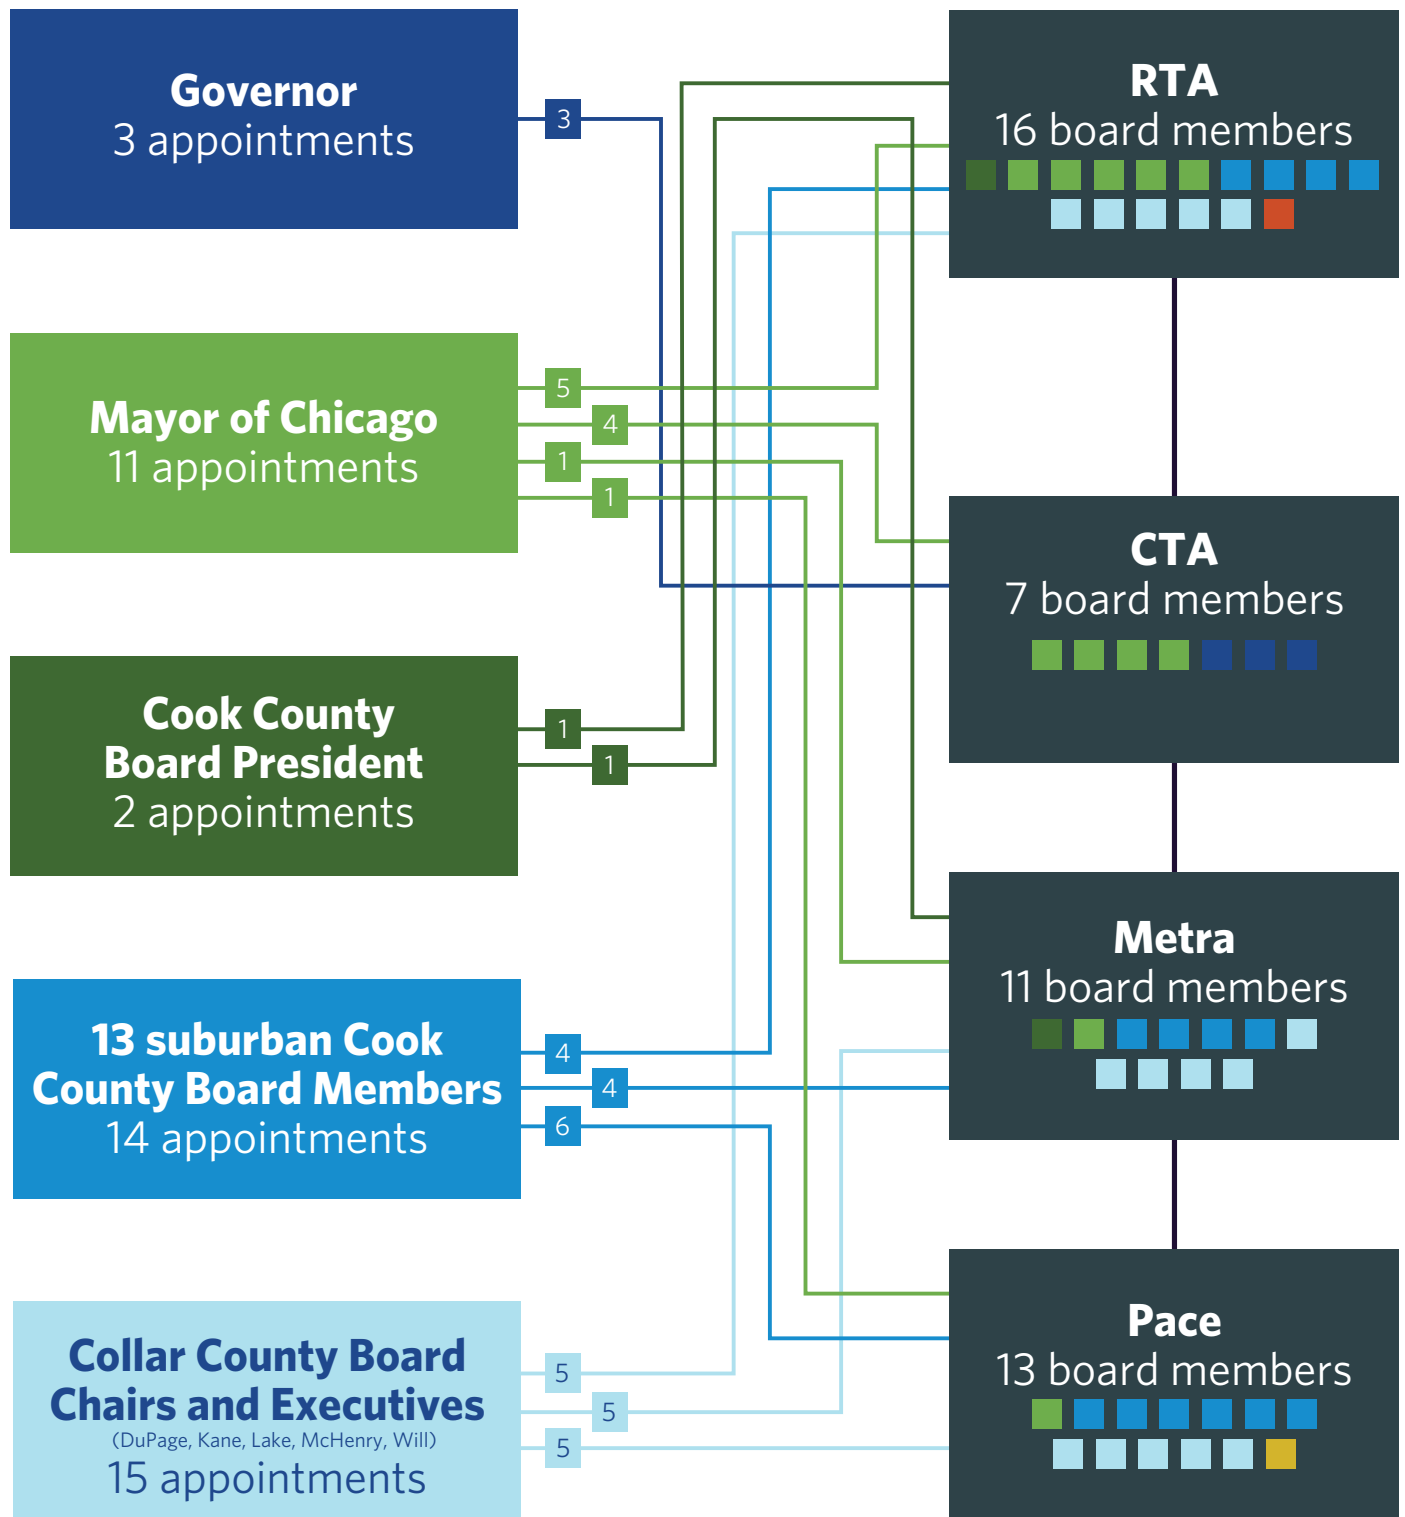 Governor
3 appointments
3
Mayor of Chicago
11 appointments
5
4
1
1
Cook County
Board President
2 appointments
1
1
13 suburban Cook
County Board Members
14 appointments
4
4
6
Collar County Board
Chairs and Executives
(DuPage, Kane, Lake, McHenry, Will)
15 appointments
5
5
5
RTA
16 board members
CTA
7 board members
Metra
11 board members
Pace
13 board members